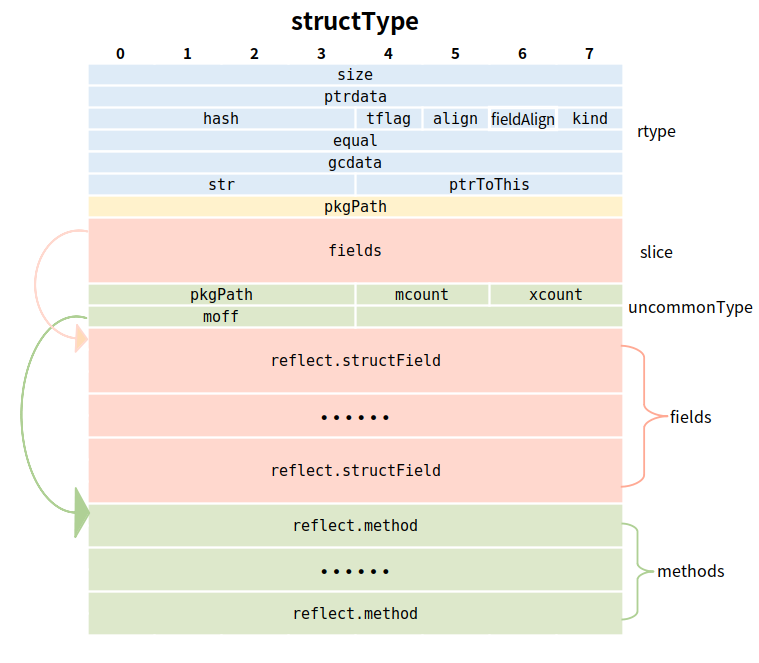 structType
0 1 2 3 4 5 6 7
size
ptrdata
hash tflag align fieldAlign kind
rtype
equal
gcdata
str ptrToThis
pkgPath
fields
slice
pkgPath mcount xcount
uncommonType
moff
reflect.structField
......
fields
reflect.structField
reflect.method
......
methods
reflect.method